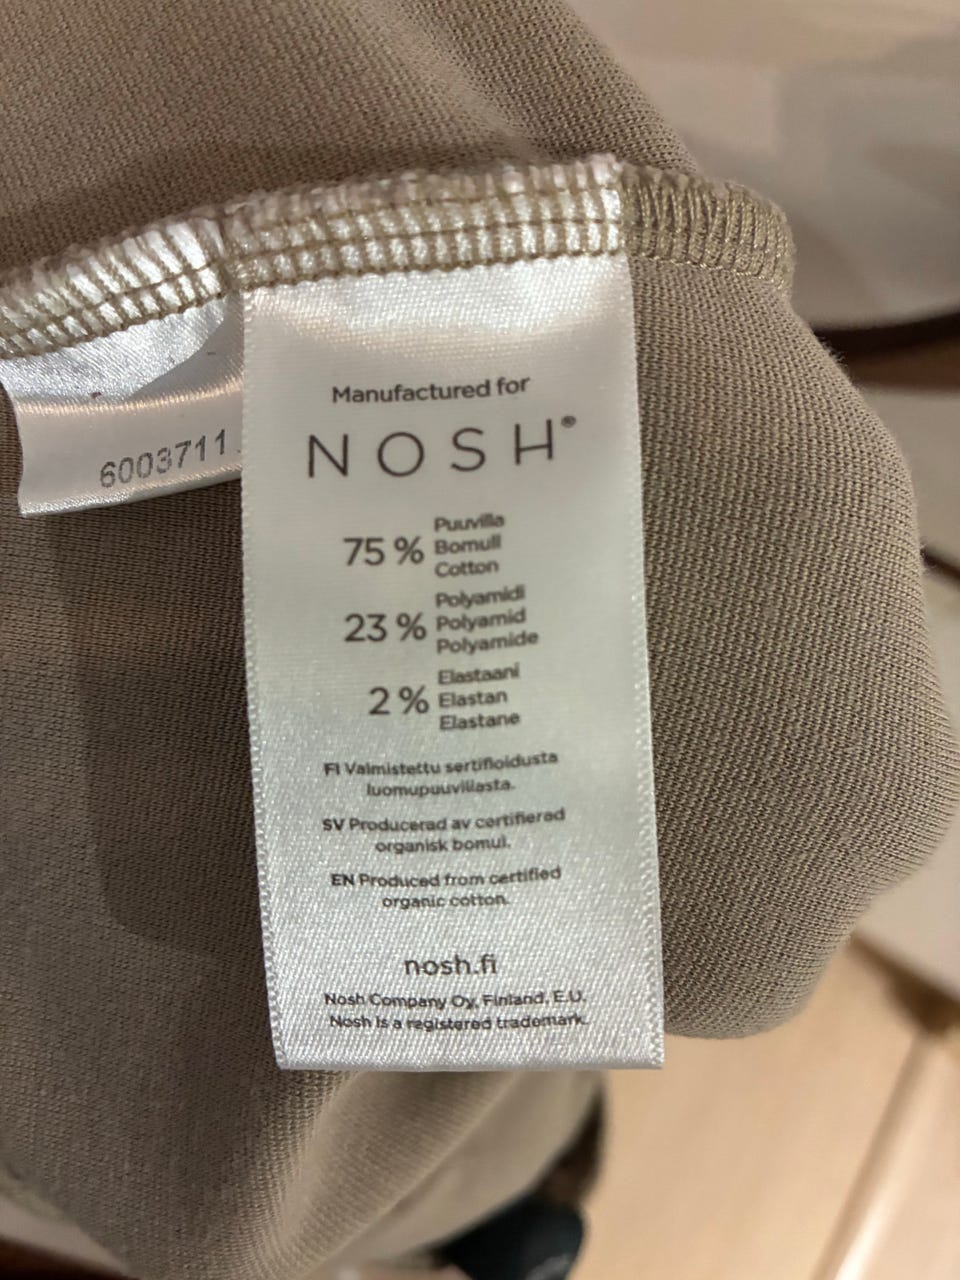 6003711
Manufactured for
NOSH®
75 % Puuvilla
Bomull
Cotton
23 % Polyamidi
Polyamid
Polyamide
2 % Elastaani
Elastan
Elastane
FI Valmistettu sertifioidusta
luomupuuvillasta.
SV Producerad av certifierad
organisk bomul.
EN Produced from certified
organic cotton.
nosh.fi
Nosh Company Oy, Finland, E.U.
Nosh is a registered trademark.